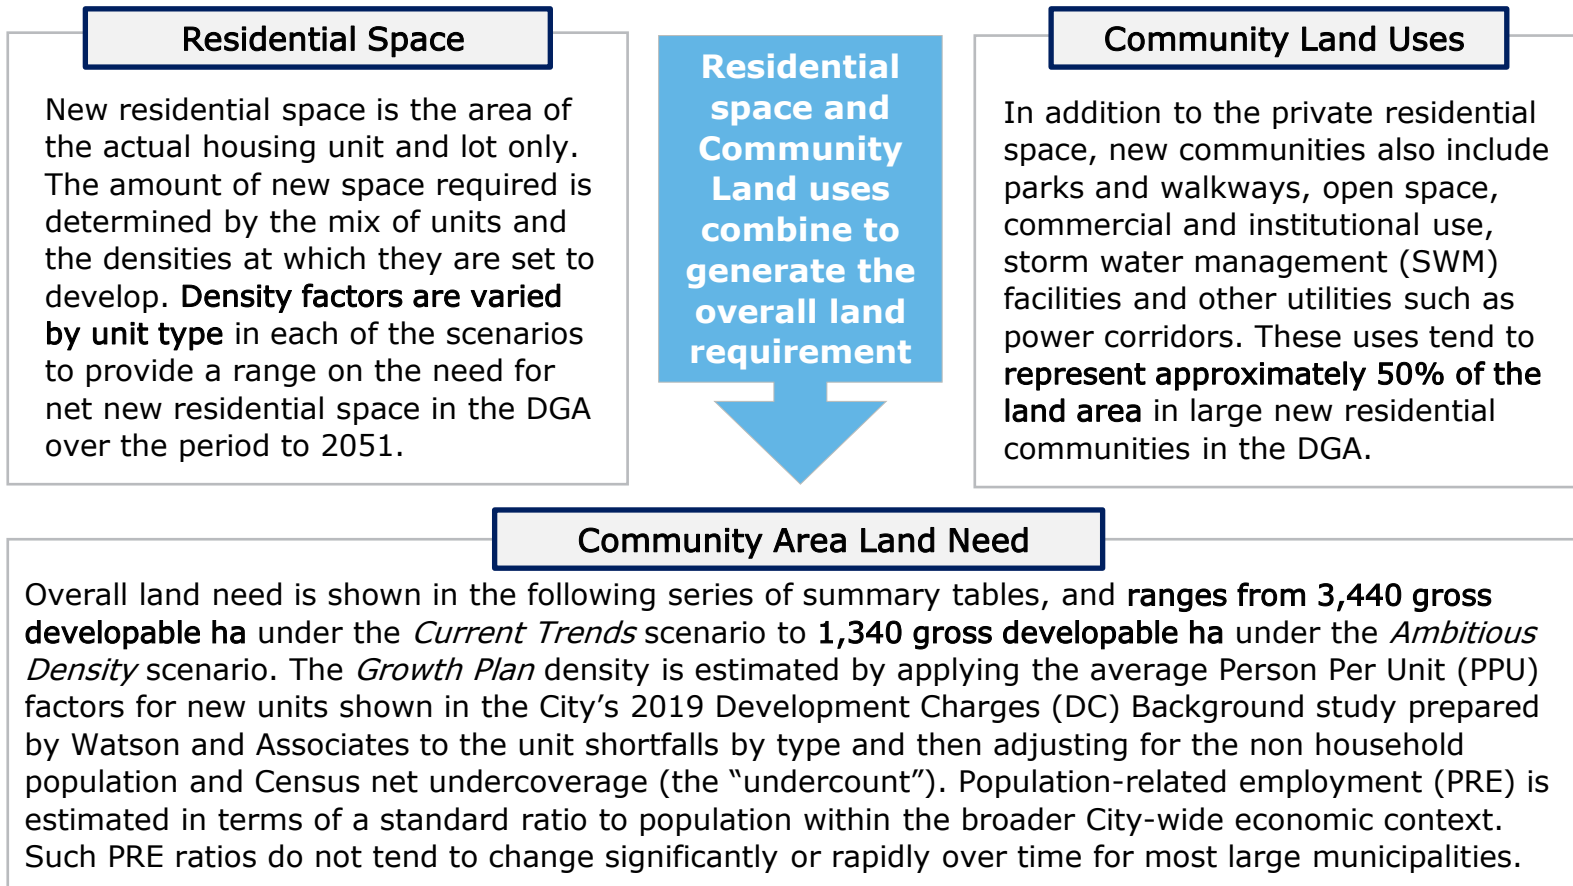 Residential Space
New residential space is the area of
the actual housing unit and lot only.
The amount of new space required is
determined by the mix of units and
the densities at which they are set to
develop. Density factors are varied
by unit type in each of the scenarios
to provide a range on the need for
net new residential space in the DGA
over the period to 2051.
Residential
space and
Community
Land uses
combine to
generate the
overall land
requirement
Community Land Uses
In addition to the private residential
space, new communities also include
parks and walkways, open space,
commercial and institutional use,
storm water management (SWM)
facilities and other utilities such as
power corridors. These uses tend to
represent approximately 50% of the
land area in large new residential
communities in the DGA.
Community Area Land Need
Overall land need is shown in the following series of summary tables, and ranges from 3,440 gross
developable ha under the Current Trends scenario to 1,340 gross developable ha under the Ambitious
Density scenario. The Growth Plan density is estimated by applying the average Person Per Unit (PPU)
factors for new units shown in the City’s 2019 Development Charges (DC) Background study prepared
by Watson and Associates to the unit shortfalls by type and then adjusting for the non household
population and Census net undercoverage (the “undercount”). Population-related employment (PRE) is
estimated in terms of a standard ratio to population within the broader City-wide economic context.
Such PRE ratios do not tend to change significantly or rapidly over time for most large municipalities.